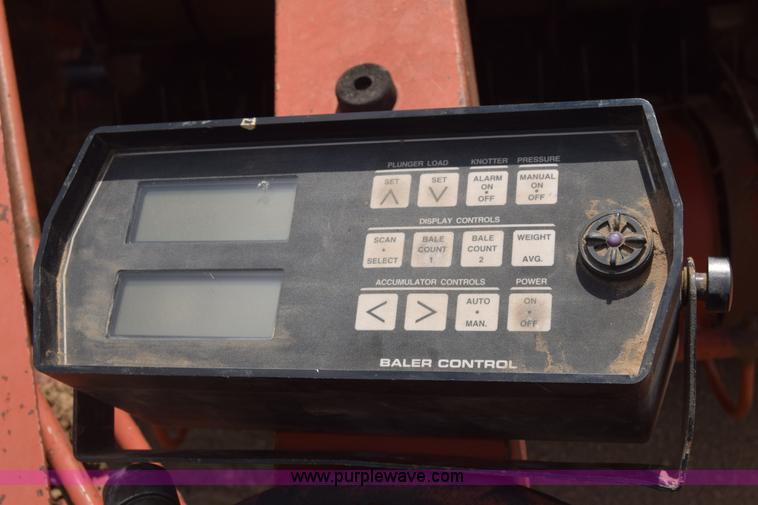 PLUNGER LOAD KNOTTER PRESSURE
SET SET ALARM MANUAL
ON ON
OFF OFF
DISPLAY CONTROLS
SCAN BALE BALE WEIGHT
COUNT COUNT
SELECT 1 2 AVG.
ACCUMULATOR CONTROLS POWER
< > AUTO ON
MAN. OFF
BALER CONTROL
www.purplewave.com